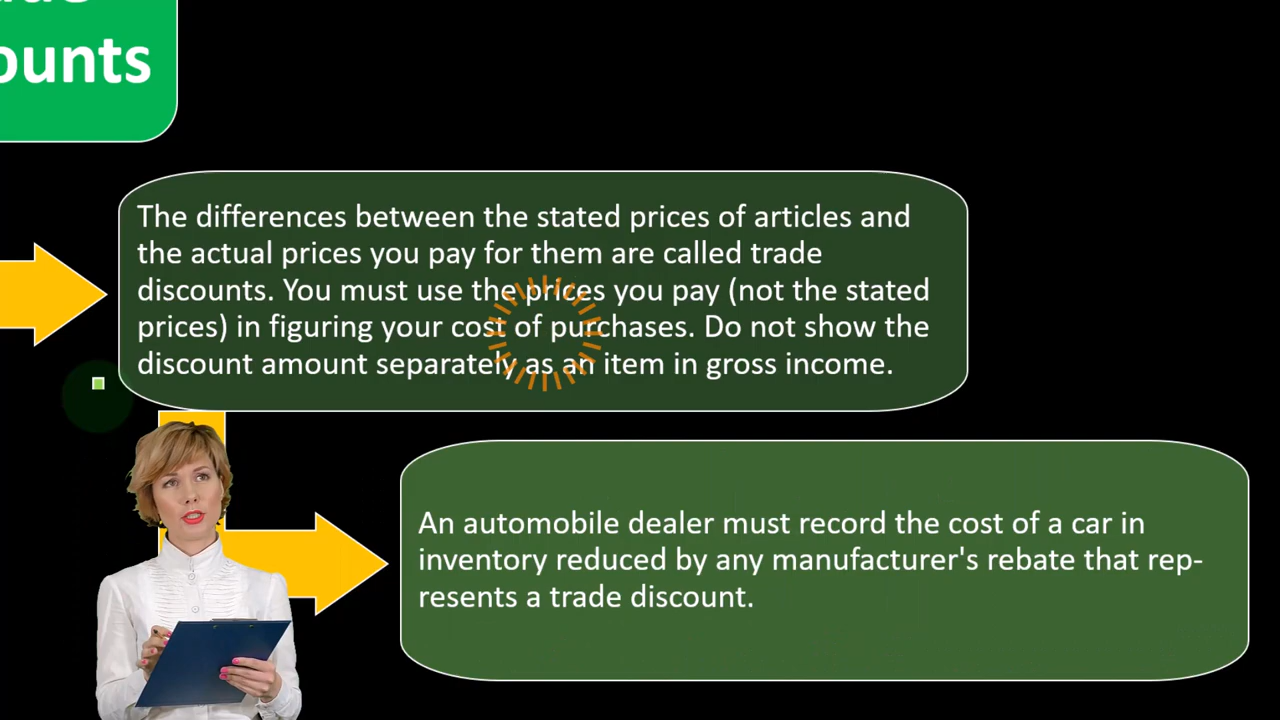 ounts
The differences between the stated prices of articles and
the actual prices you pay for them are called trade
discounts. You must use the prices you pay (not the stated
prices) in figuring your cost of purchases. Do not show the
discount amount separately as an item in gross income.
An automobile dealer must record the cost of a car in
inventory reduced by any manufacturer's rebate that rep-
resents a trade discount.